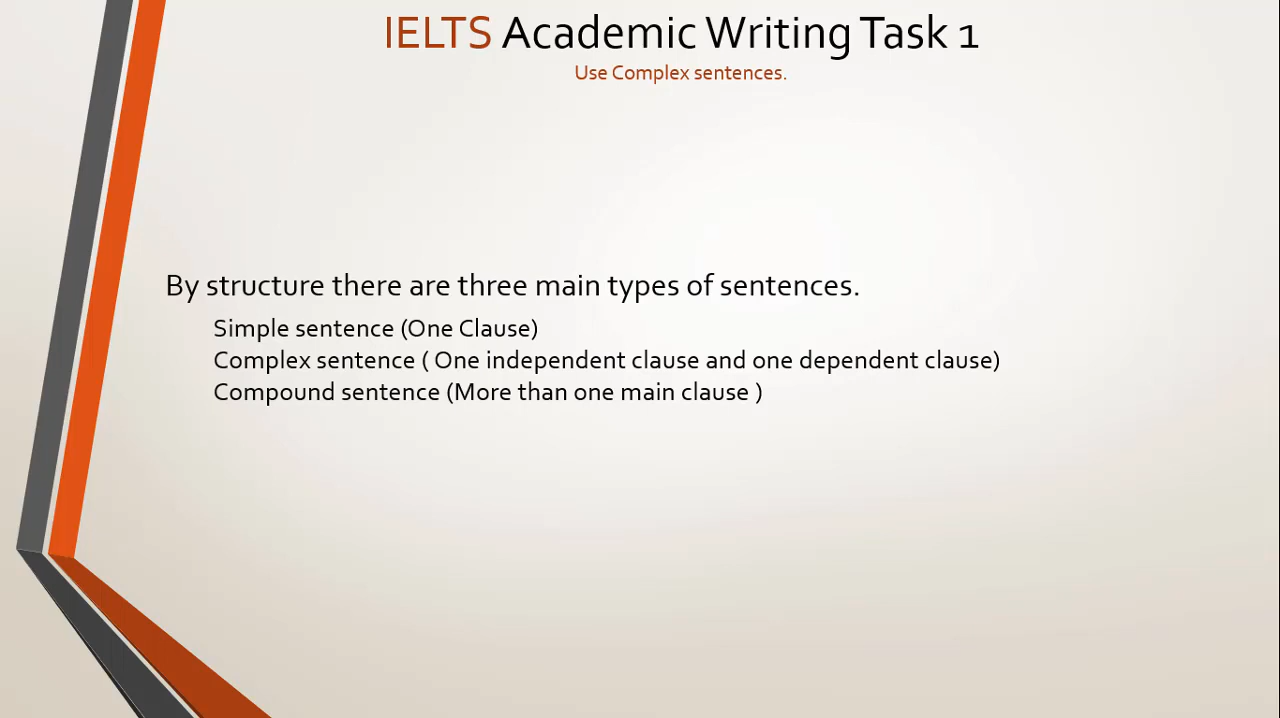 IELTS Academic Writing Task 1
Use Complex sentences.
By structure there are three main types of sentences.
Simple sentence (One Clause)
Complex sentence ( One independent clause and one dependent clause)
Compound sentence (More than one main clause )